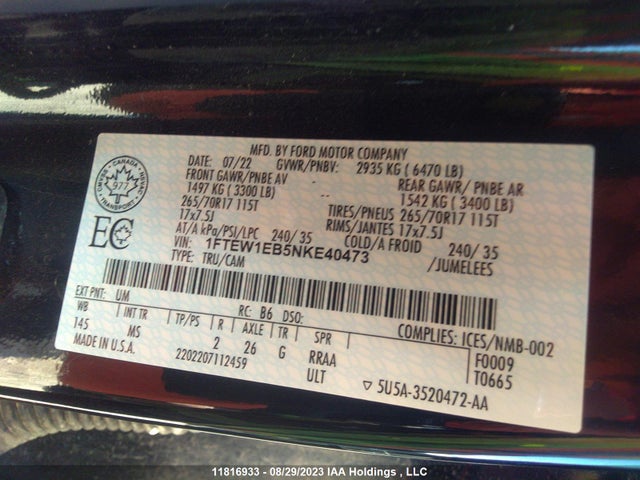 MFD. BY FORD MOTOR COMPANY
DATE: 07/22 GVWR/PNBV: 2935 KG ( 6470 LB)
FRONT GAWR/PNBE AV REAR GAWR/ PNBE AR
1497 KG ( 3300 LB) 1542 KG ( 3400 LB)
265/70R17 115T TIRES/PNEUS 265/70R17 115T
17x7.5J RIMS/JANTES 17x7.5J
AT/A kPa/PSI/LPC 240/ 35 COLD/A FROID 240/ 35
VIN: 1FTEW1EB5NKE40473 /JUMELEES
TYPE: TRU/CAM
CANADA
977
TRANSPORT
EC
EXT PNT: UM RC: B6 DSO: COMPLIES: ICES/NMB-002
WB INT TR TP/PS R AXLE TR SPR F0009
145 MS 2 26 G RRAA T0665
MADE IN U.S.A. 2202207112459 ULT ▽ 5U5A-3520472-AA
11816933 - 08/29/2023 IAA Holdings , LLC